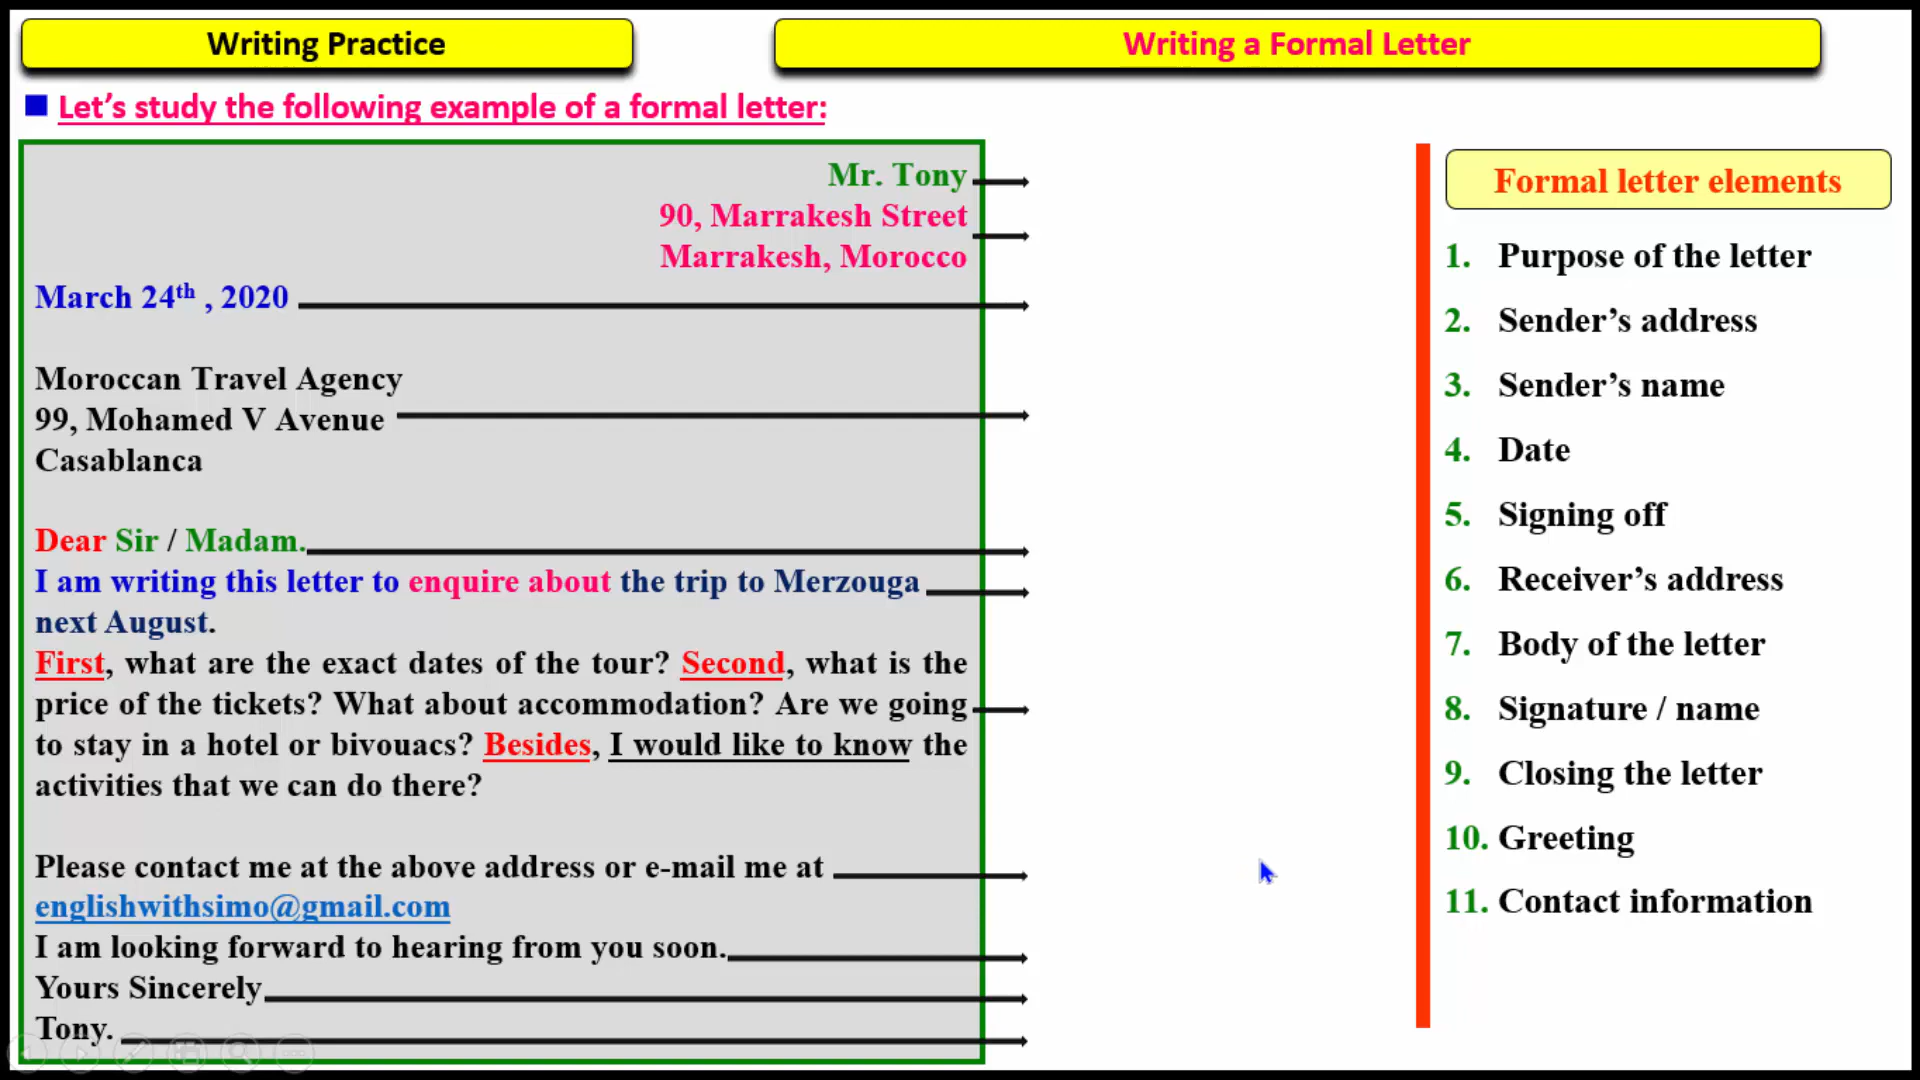 Writing Practice
Writing a Formal Letter
Let’s study the following example of a formal letter:
Mr. Tony
90, Marrakesh Street
Marrakesh, Morocco
March 24th , 2020
Moroccan Travel Agency
99, Mohamed V Avenue
Casablanca
Dear Sir / Madam.
I am writing this letter to enquire about the trip to Merzouga
next August.
First, what are the exact dates of the tour? Second, what is the
price of the tickets? What about accommodation? Are we going
to stay in a hotel or bivouacs? Besides, I would like to know the
activities that we can do there?
Please contact me at the above address or e-mail me at
englishwithsimo@gmail.com
I am looking forward to hearing from you soon.
Yours Sincerely
Tony.
Formal letter elements
1. Purpose of the letter
2. Sender’s address
3. Sender’s name
4. Date
5. Signing off
6. Receiver’s address
7. Body of the letter
8. Signature / name
9. Closing the letter
10. Greeting
11. Contact information